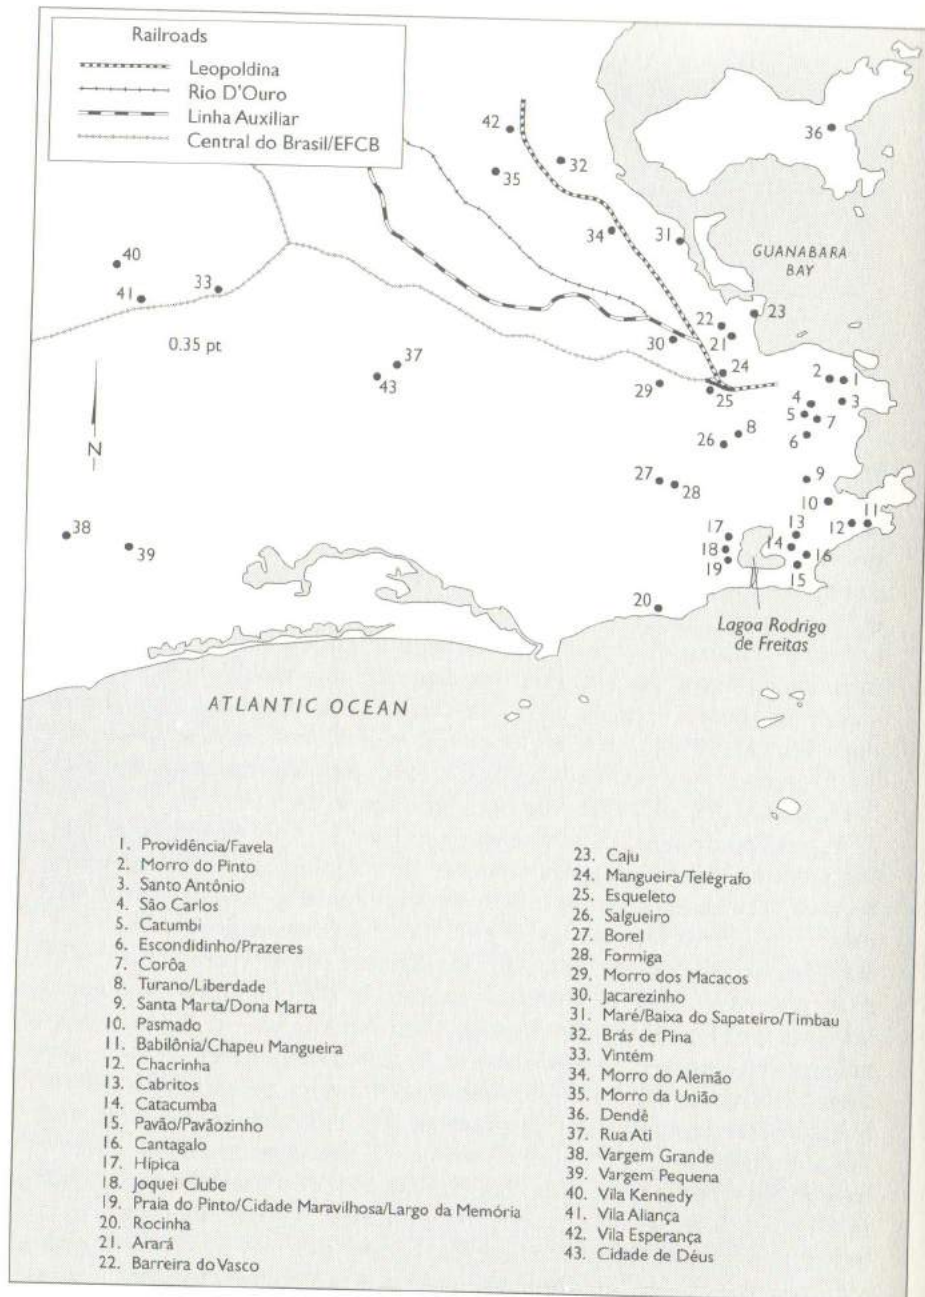 Railroads
Leopoldina
Rio D'Ouro
Linha Auxiliar
Central do Brasil/EFCB
42
32
35
36
34
31
GUANABARA
BAY
40
41
33
0.35 pt
37
43
22
23
21
30
24
29
25
2
1
4
3
5
7
6
8
26
27
28
9
10
12
11
N
38
39
17
18
19
13
14
16
15
20
Lagoa Rodrigo
de Freitas
ATLANTIC OCEAN
1. Providência/Favela
2. Morro do Pinto
3. Santo Antônio
4. São Carlos
5. Catumbi
6. Escondidinho/Prazeres
7. Corôa
8. Turano/Liberdade
9. Santa Marta/Dona Marta
10. Pasmado
11. Babilônia/Chapeu Mangueira
12. Chacrinha
13. Cabritos
14. Catacumba
15. Pavão/Pavãozinho
16. Cantagalo
17. Hípica
18. Joquei Clube
19. Praia do Pinto/Cidade Maravilhosa/Largo da Memória
20. Rocinha
21. Arará
22. Barreira do Vasco
23. Caju
24. Mangueira/Telégrafo
25. Esqueleto
26. Salgueiro
27. Borel
28. Formiga
29. Morro dos Macacos
30. Jacarezinho
31. Maré/Baixa do Sapateiro/Timbau
32. Brás de Pina
33. Vintém
34. Morro do Alemão
35. Morro da União
36. Dendê
37. Rua Ati
38. Vargem Grande
39. Vargem Pequena
40. Vila Kennedy
41. Vila Aliança
42. Vila Esperança
43. Cidade de Déus